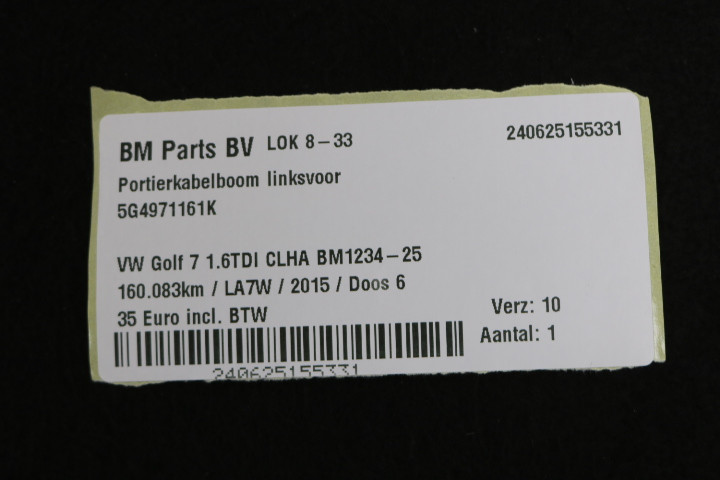 BM Parts BV LOK 8-33 240625155331
Portierkabelboom linksvoor
5G4971161K
VW Golf 7 1.6TDI CLHA BM1234-25
160.083km / LA7W / 2015 / Doos 6
35 Euro incl. BTW
Verz: 10
Aantal: 1
240625155331